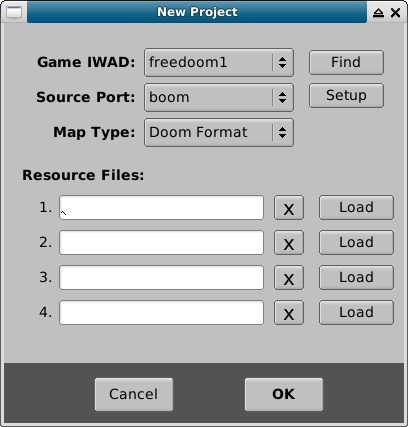 New Project
Game IWAD: freedoom1 Find
Source Port: boom Setup
Map Type: Doom Format
Resource Files:
1. x Load
2. x Load
3. x Load
4. x Load
Cancel OK